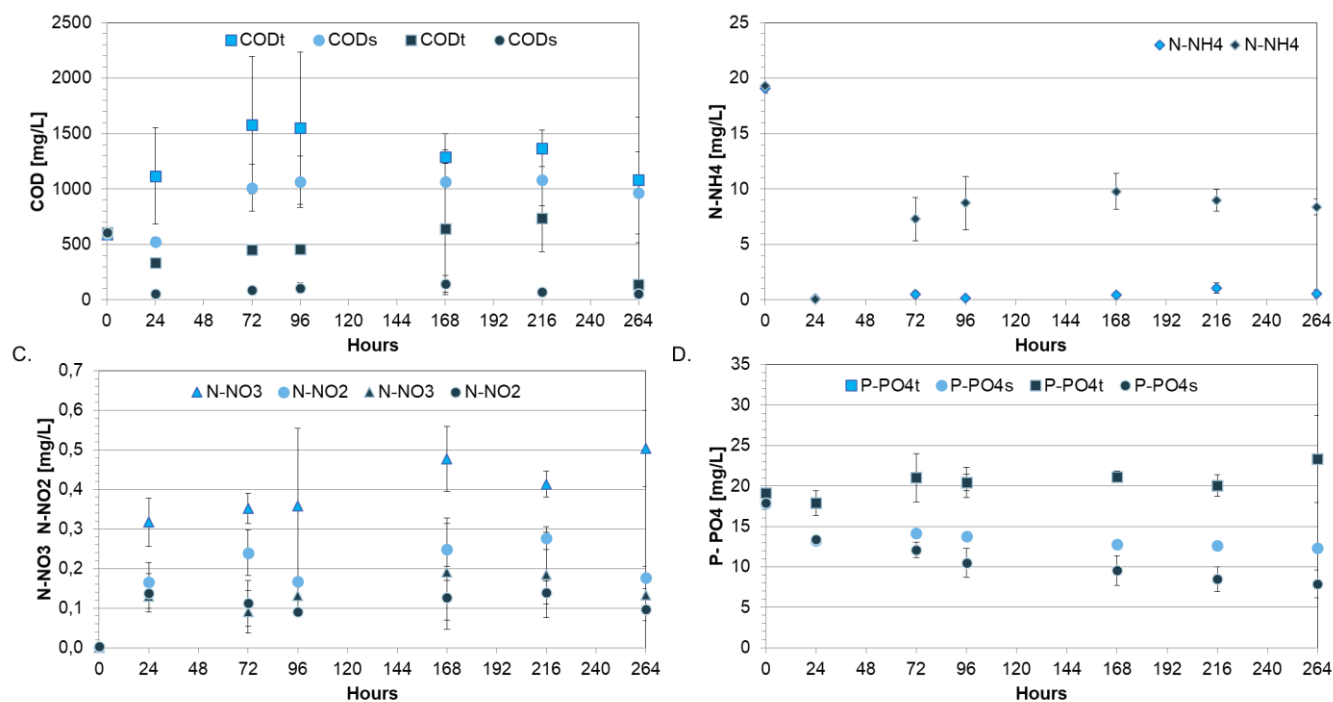 CODt CODs CODt CODs
2500
2000
1500
1000
500
0
COD [mg/L]
0 24 48 72 96 120 144 168 192 216 240 264
Hours
N-NH4 N-NH4
25
20
15
10
5
0
N-NH4 [mg/L]
0 24 48 72 96 120 144 168 192 216 240 264
Hours
C.
N-NO3 N-NO2 N-NO3 N-NO2
0,7
0,6
0,5
0,4
0,3
0,2
0,1
0,0
N-NO3 N-NO2 [mg/L]
0 24 48 72 96 120 144 168 192 216 240 264
Hours
D.
P-PO4t P-PO4s P-PO4t P-PO4s
35
30
25
20
15
10
5
0
P- PO4 [mg/L]
0 24 48 72 96 120 144 168 192 216 240 264
Hours